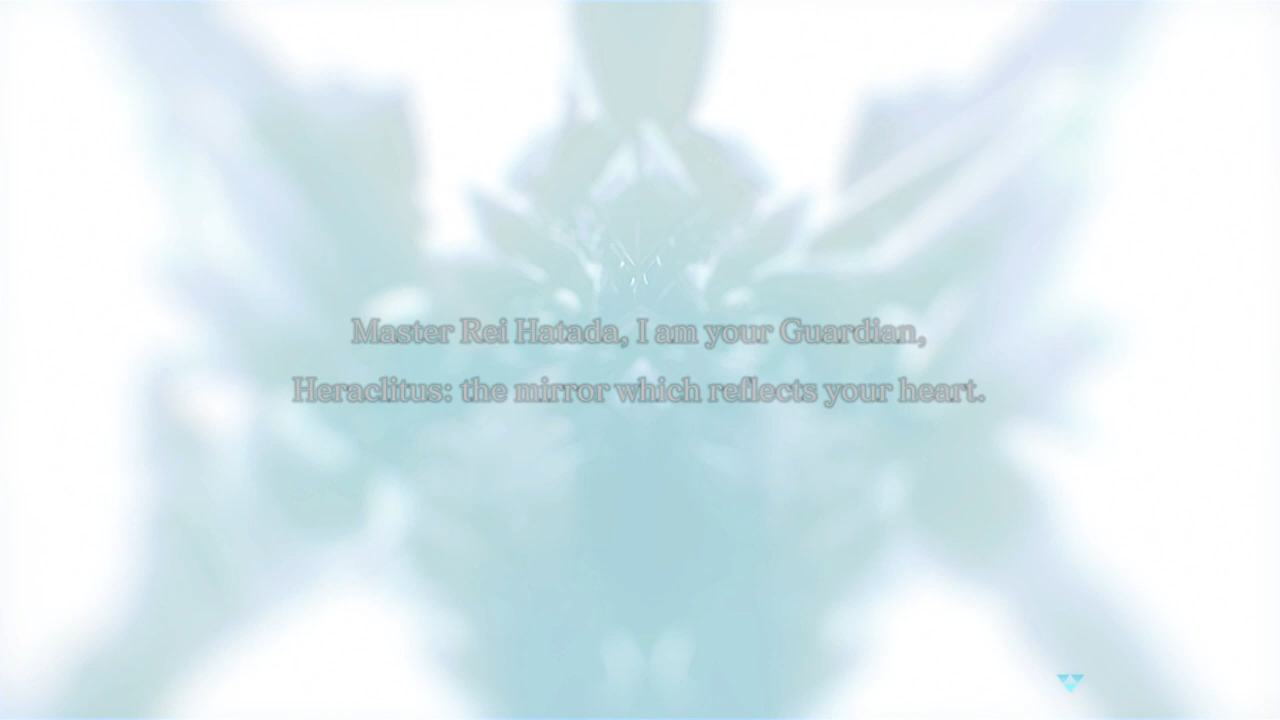 Master Rei Hatada, I am your Guardian,
Heraclitus: the mirror which reflects your heart.